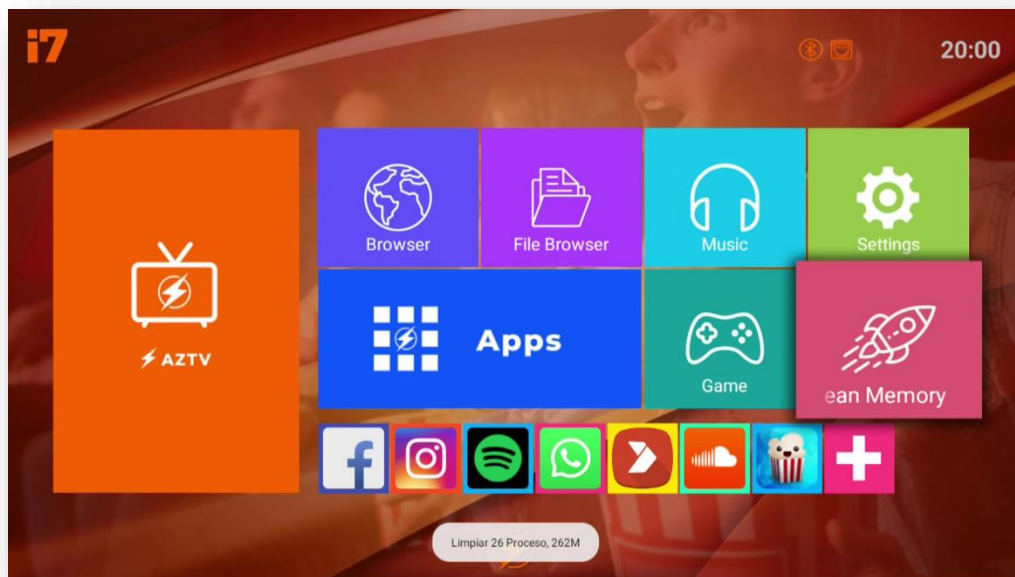 i7
20:00
Browser
File Browser
Music
Settings
AZTV
Apps
Game
ean Memory
Limpiar 26 Proceso, 262M